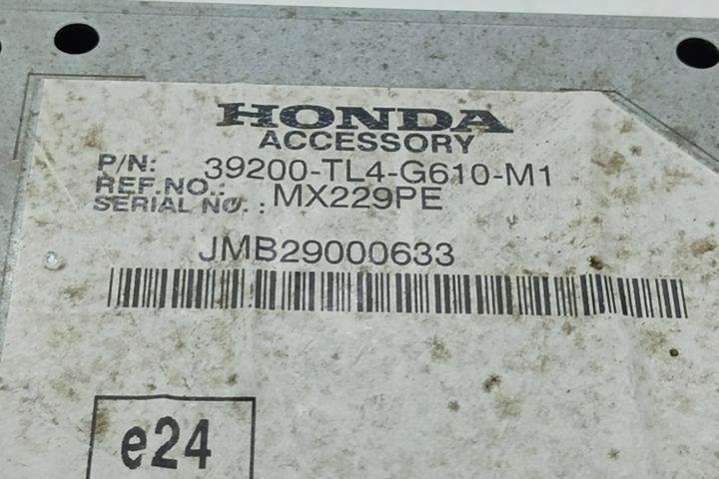 HONDA
ACCESSORY
P/N: 39200-TL4-G610-M1
REF.NO.: MX229PE
SERIAL NO. :
JMB29000633
e24